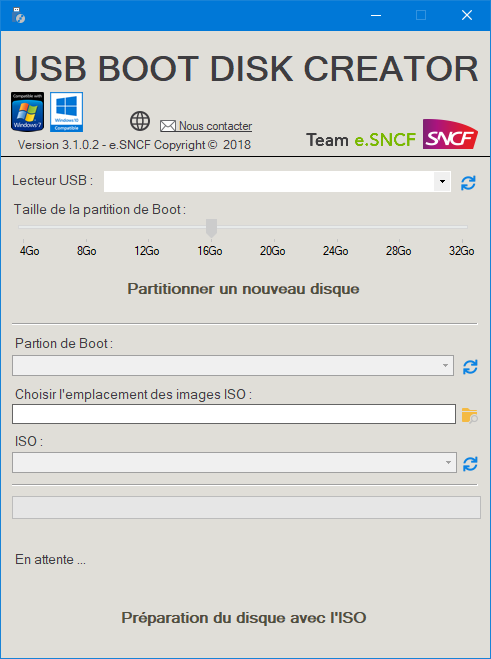 USB BOOT DISK CREATOR
Compatible with
Windows 7
Windows10
Compatible
Nous contacter
Version 3.1.0.2 - e.SNCF Copyright © 2018
Team e.SNCF
SNCF
Lecteur USB :
Taille de la partition de Boot :
4Go 8Go 12Go 16Go 20Go 24Go 28Go 32Go
Partitionner un nouveau disque
Partion de Boot :
Choisir l'emplacement des images ISO :
ISO :
En attente ...
Préparation du disque avec l'ISO